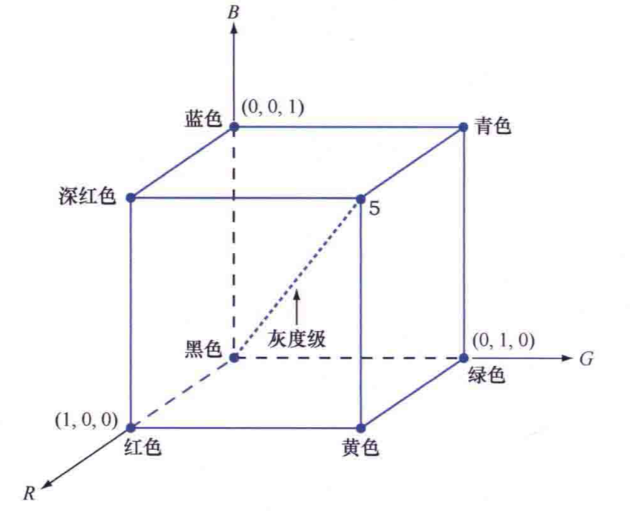 B
蓝色
(0, 0, 1)
青色
深红色
5
黑色
灰度级
(0, 1, 0)
绿色
G
(1, 0, 0)
红色
黄色
R